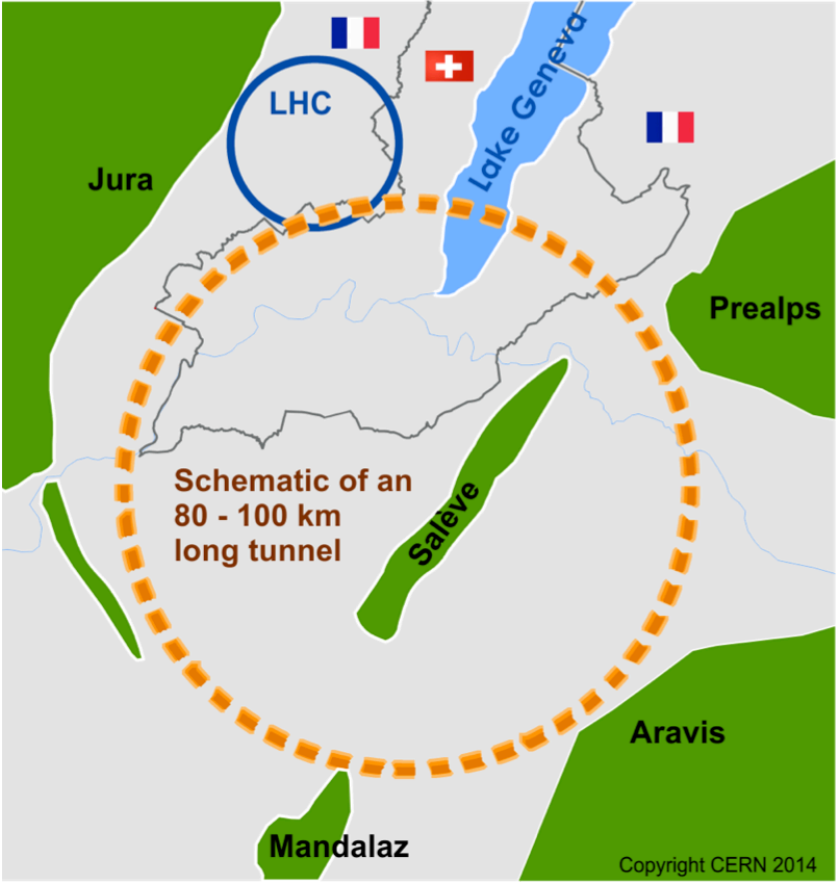 LHC
Lake Geneva
Jura
Prealps
Schematic of an
80 - 100 km
long tunnel
Salève
Aravis
Mandalaz
Copyright CERN 2014